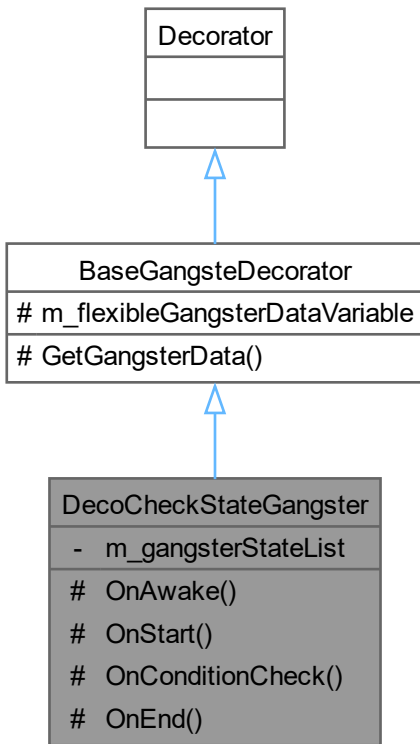 Decorator
BaseGangsteDecorator
# m_flexibleGangsterDataVariable
# GetGangsterData()
DecoCheckStateGangster
- m_gangsterStateList
# OnAwake()
# OnStart()
# OnConditionCheck()
# OnEnd()